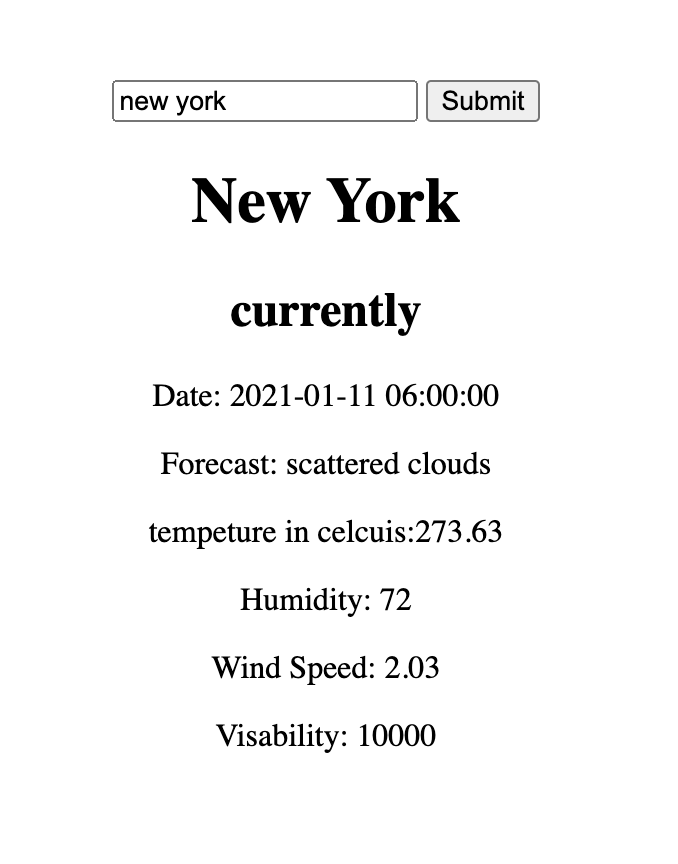 new york Submit
New York
currently
Date: 2021-01-11 06:00:00
Forecast: scattered clouds
tempeture in celcuis:273.63
Humidity: 72
Wind Speed: 2.03
Visability: 10000